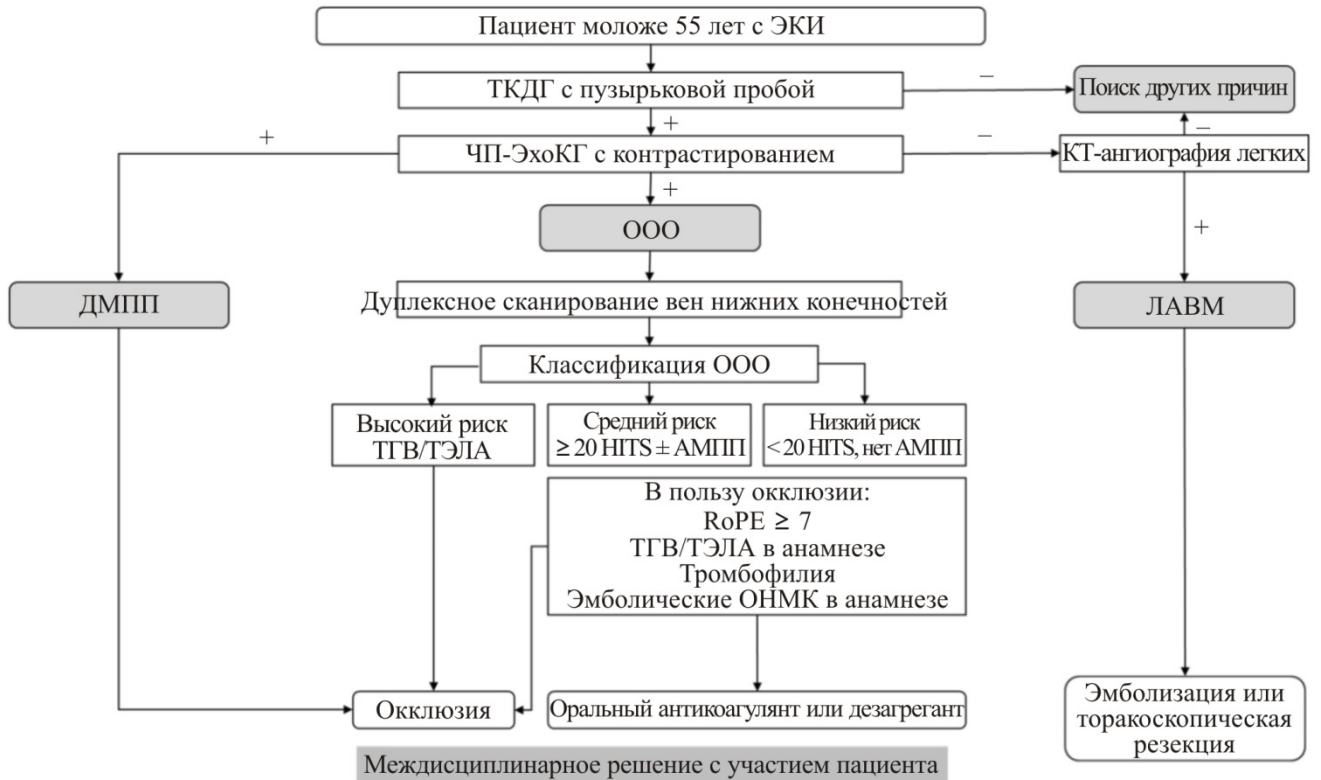 Пациент моложе 55 лет с ЭКИ
ТКДГ с пузырьковой пробой
–
Поиск других причин
+
+
ЧП-ЭхоКГ с контрастированием
–
–
КТ-ангиография легких
+
ООО
+
ДМПП
Дуплексное сканирование вен нижних конечностей
ЛАВМ
Классификация ООО
Высокий риск
ТГВ/ТЭЛА
Средний риск
≥ 20 HITS ± АМПП
Низкий риск
< 20 HITS, нет АМПП
В пользу окклюзии:
RoPE ≥ 7
ТГВ/ТЭЛА в анамнезе
Тромбофилия
Эмболические ОНМК в анамнезе
Окклюзия
Оральный антикоагулянт или дезагрегант
Эмболизация или
торакоскопическая
резекция
Междисциплинарное решение с участием пациента